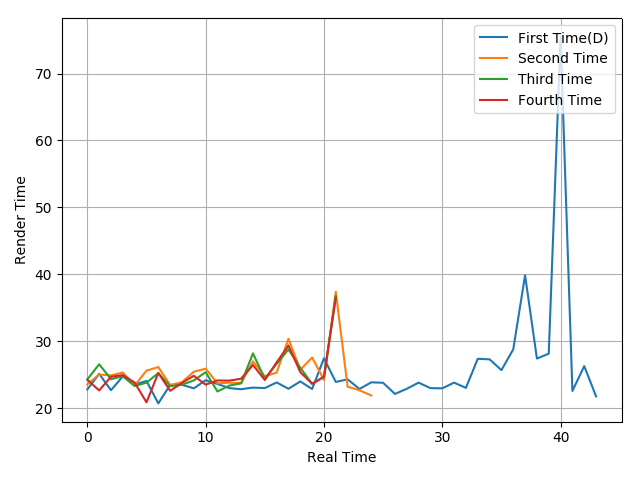 First Time(D)
Second Time
Third Time
Fourth Time
70
60
50
40
30
20
Render Time
0 10 20 30 40
Real Time